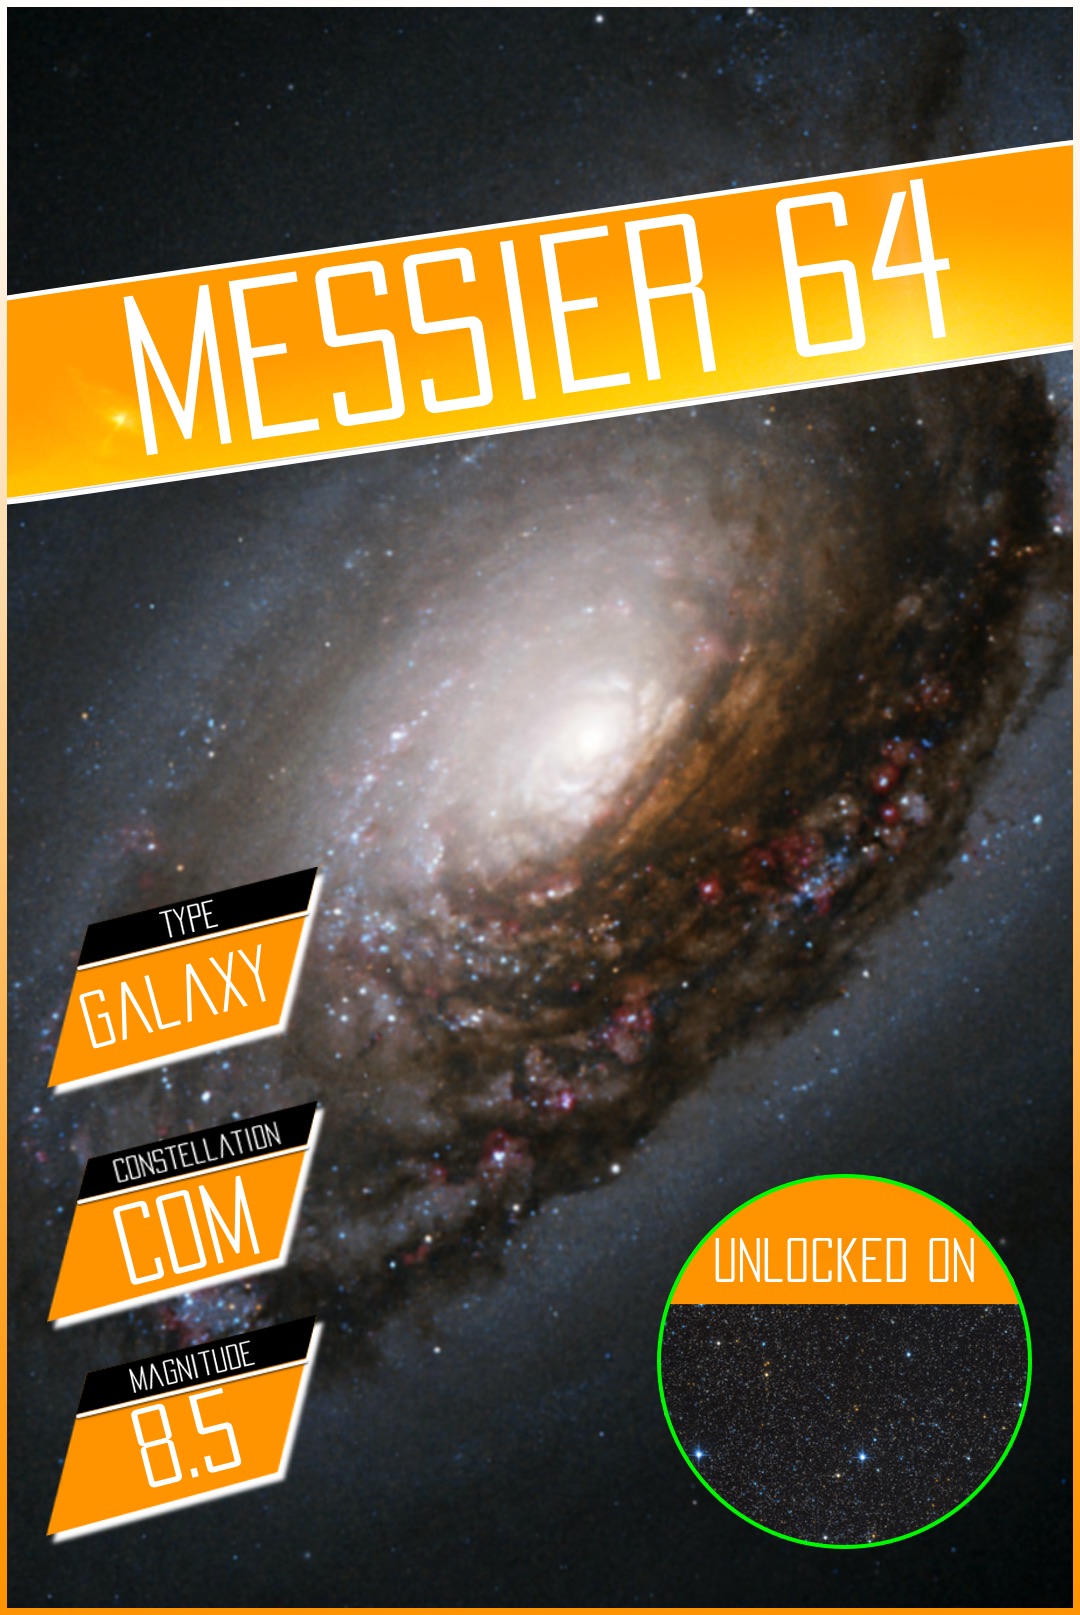 MESSIER 64
TYPE
GALAXY
CONSTELLATION
COM
MAGNITUDE
8.5
UNLOCKED ON